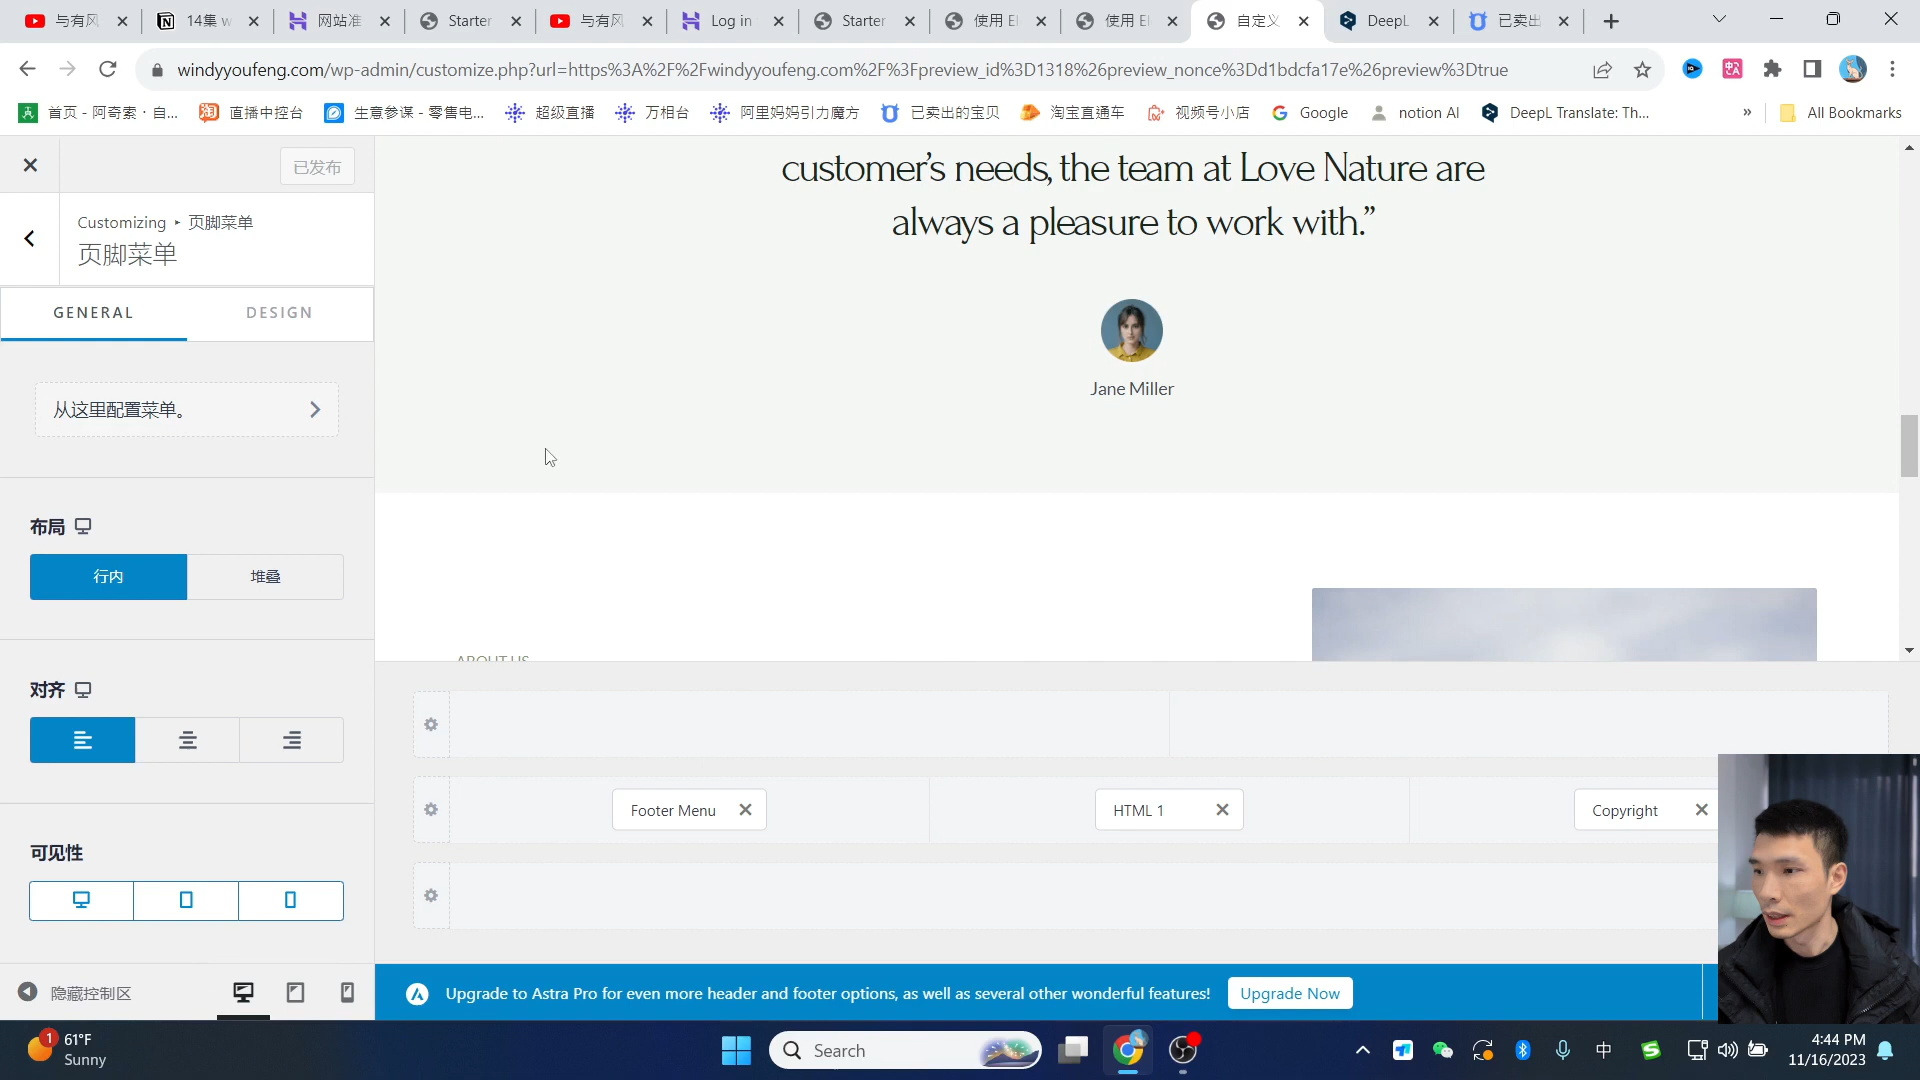 与有风
14集 w
网站准
Starter
与有风
Log in
Starter
使用 El
使用 El
自定义
DeepL
已卖出
windyyoufeng.com/wp-admin/customize.php?url=https%3A%2F%2Fwindyyoufeng.com%2F%3Fpreview_id%3D1318%26preview_nonce%3Dd1bdcfa17e%26preview%3Dtrue
首页 - 阿奇索 · 自...
直播中控台
生意参谋 - 零售电...
超级直播
万相台
阿里妈妈引力魔方
已卖出的宝贝
淘宝直通车
视频号小店
Google
notion AI
DeepL Translate: Th...
»
All Bookmarks
已发布
Customizing ▸ 页脚菜单
页脚菜单
GENERAL
DESIGN
从这里配置菜单。
布局
行内
堆叠
对齐
可见性
隐藏控制区
customer’s needs, the team at Love Nature are
always a pleasure to work with.”
Jane Miller
ABOUT US
Footer Menu
HTML 1
Copyright
Upgrade to Astra Pro for even more header and footer options, as well as several other wonderful features!
Upgrade Now
1
61°F
Sunny
Search
中
4:44 PM
11/16/2023